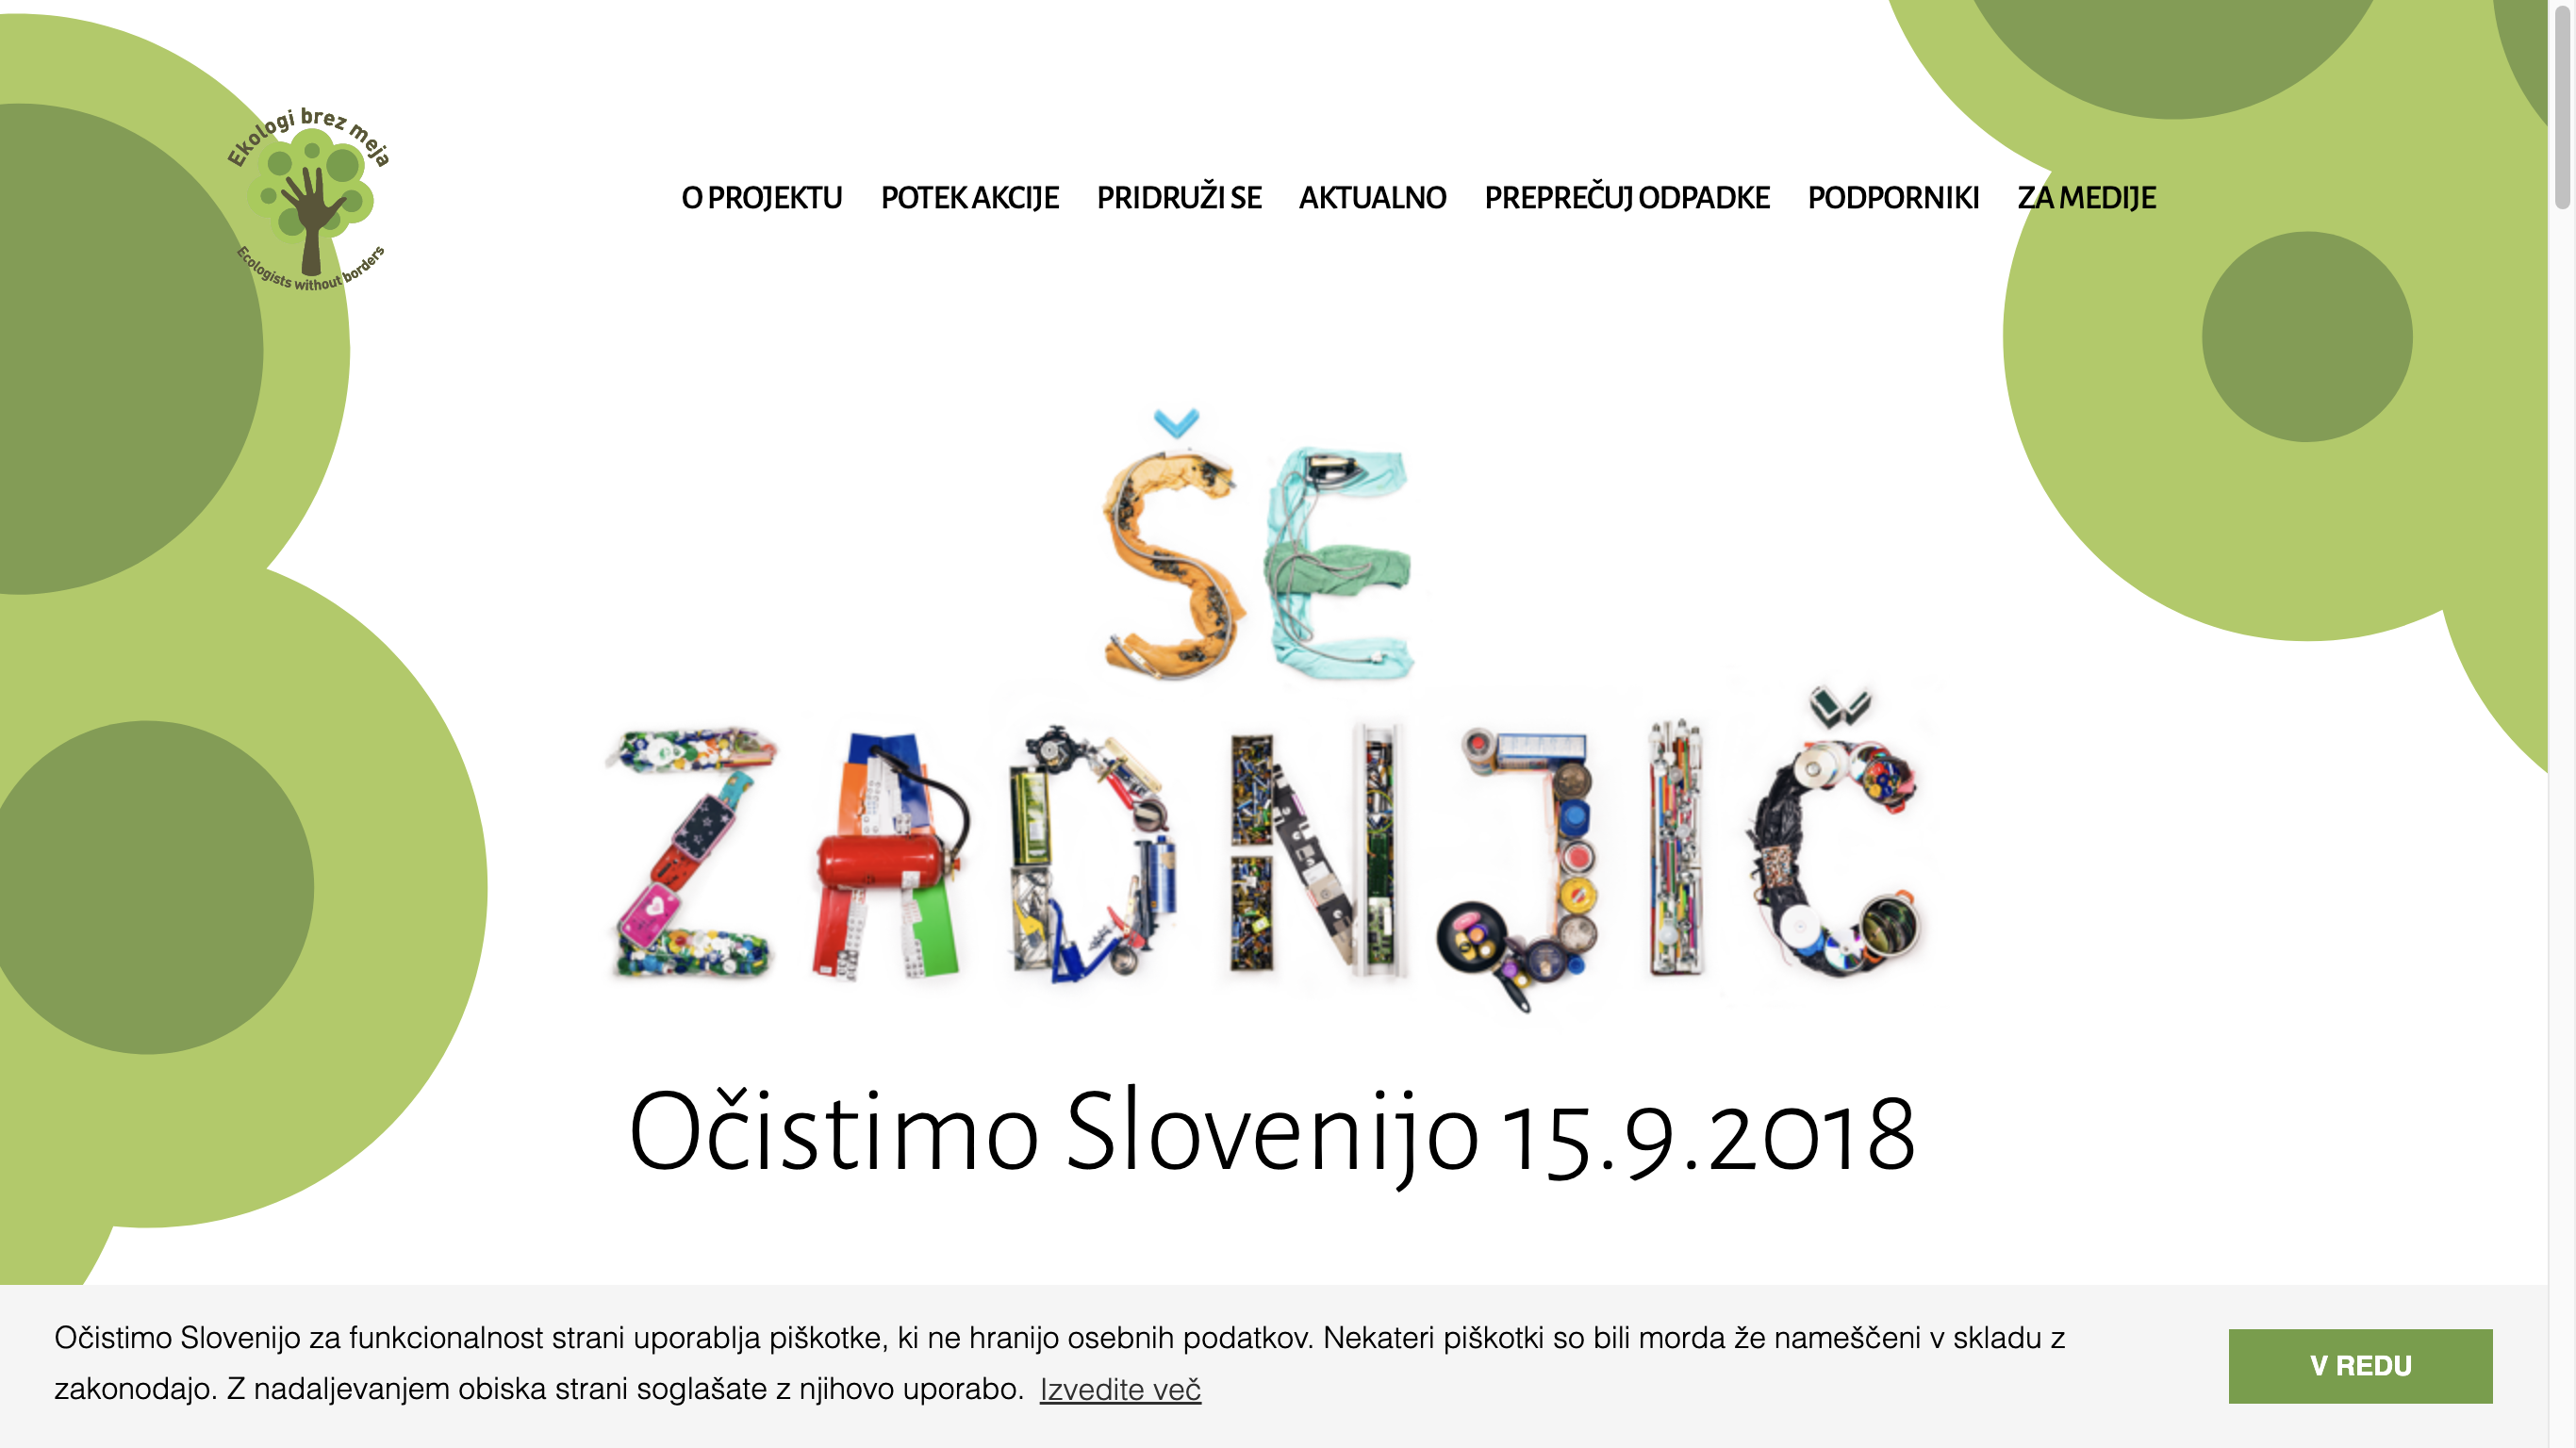 Ekologi brez meja
Ecologists without borders
O PROJEKTU POTEK AKCIJE PRIDRUŽI SE AKTUALNO PREPREČUJ ODPADKE PODPORNIKI ZA MEDIJE
ŠE
ZADNJIČ
Očistimo Slovenijo 15.9.2018
Očistimo Slovenijo za funkcionalnost strani uporablja piškotke, ki ne hranijo osebnih podatkov. Nekateri piškotki so bili morda že nameščeni v skladu z
zakonodajo. Z nadaljevanjem obiska strani soglašate z njihovo uporabo. Izvedite več
V REDU